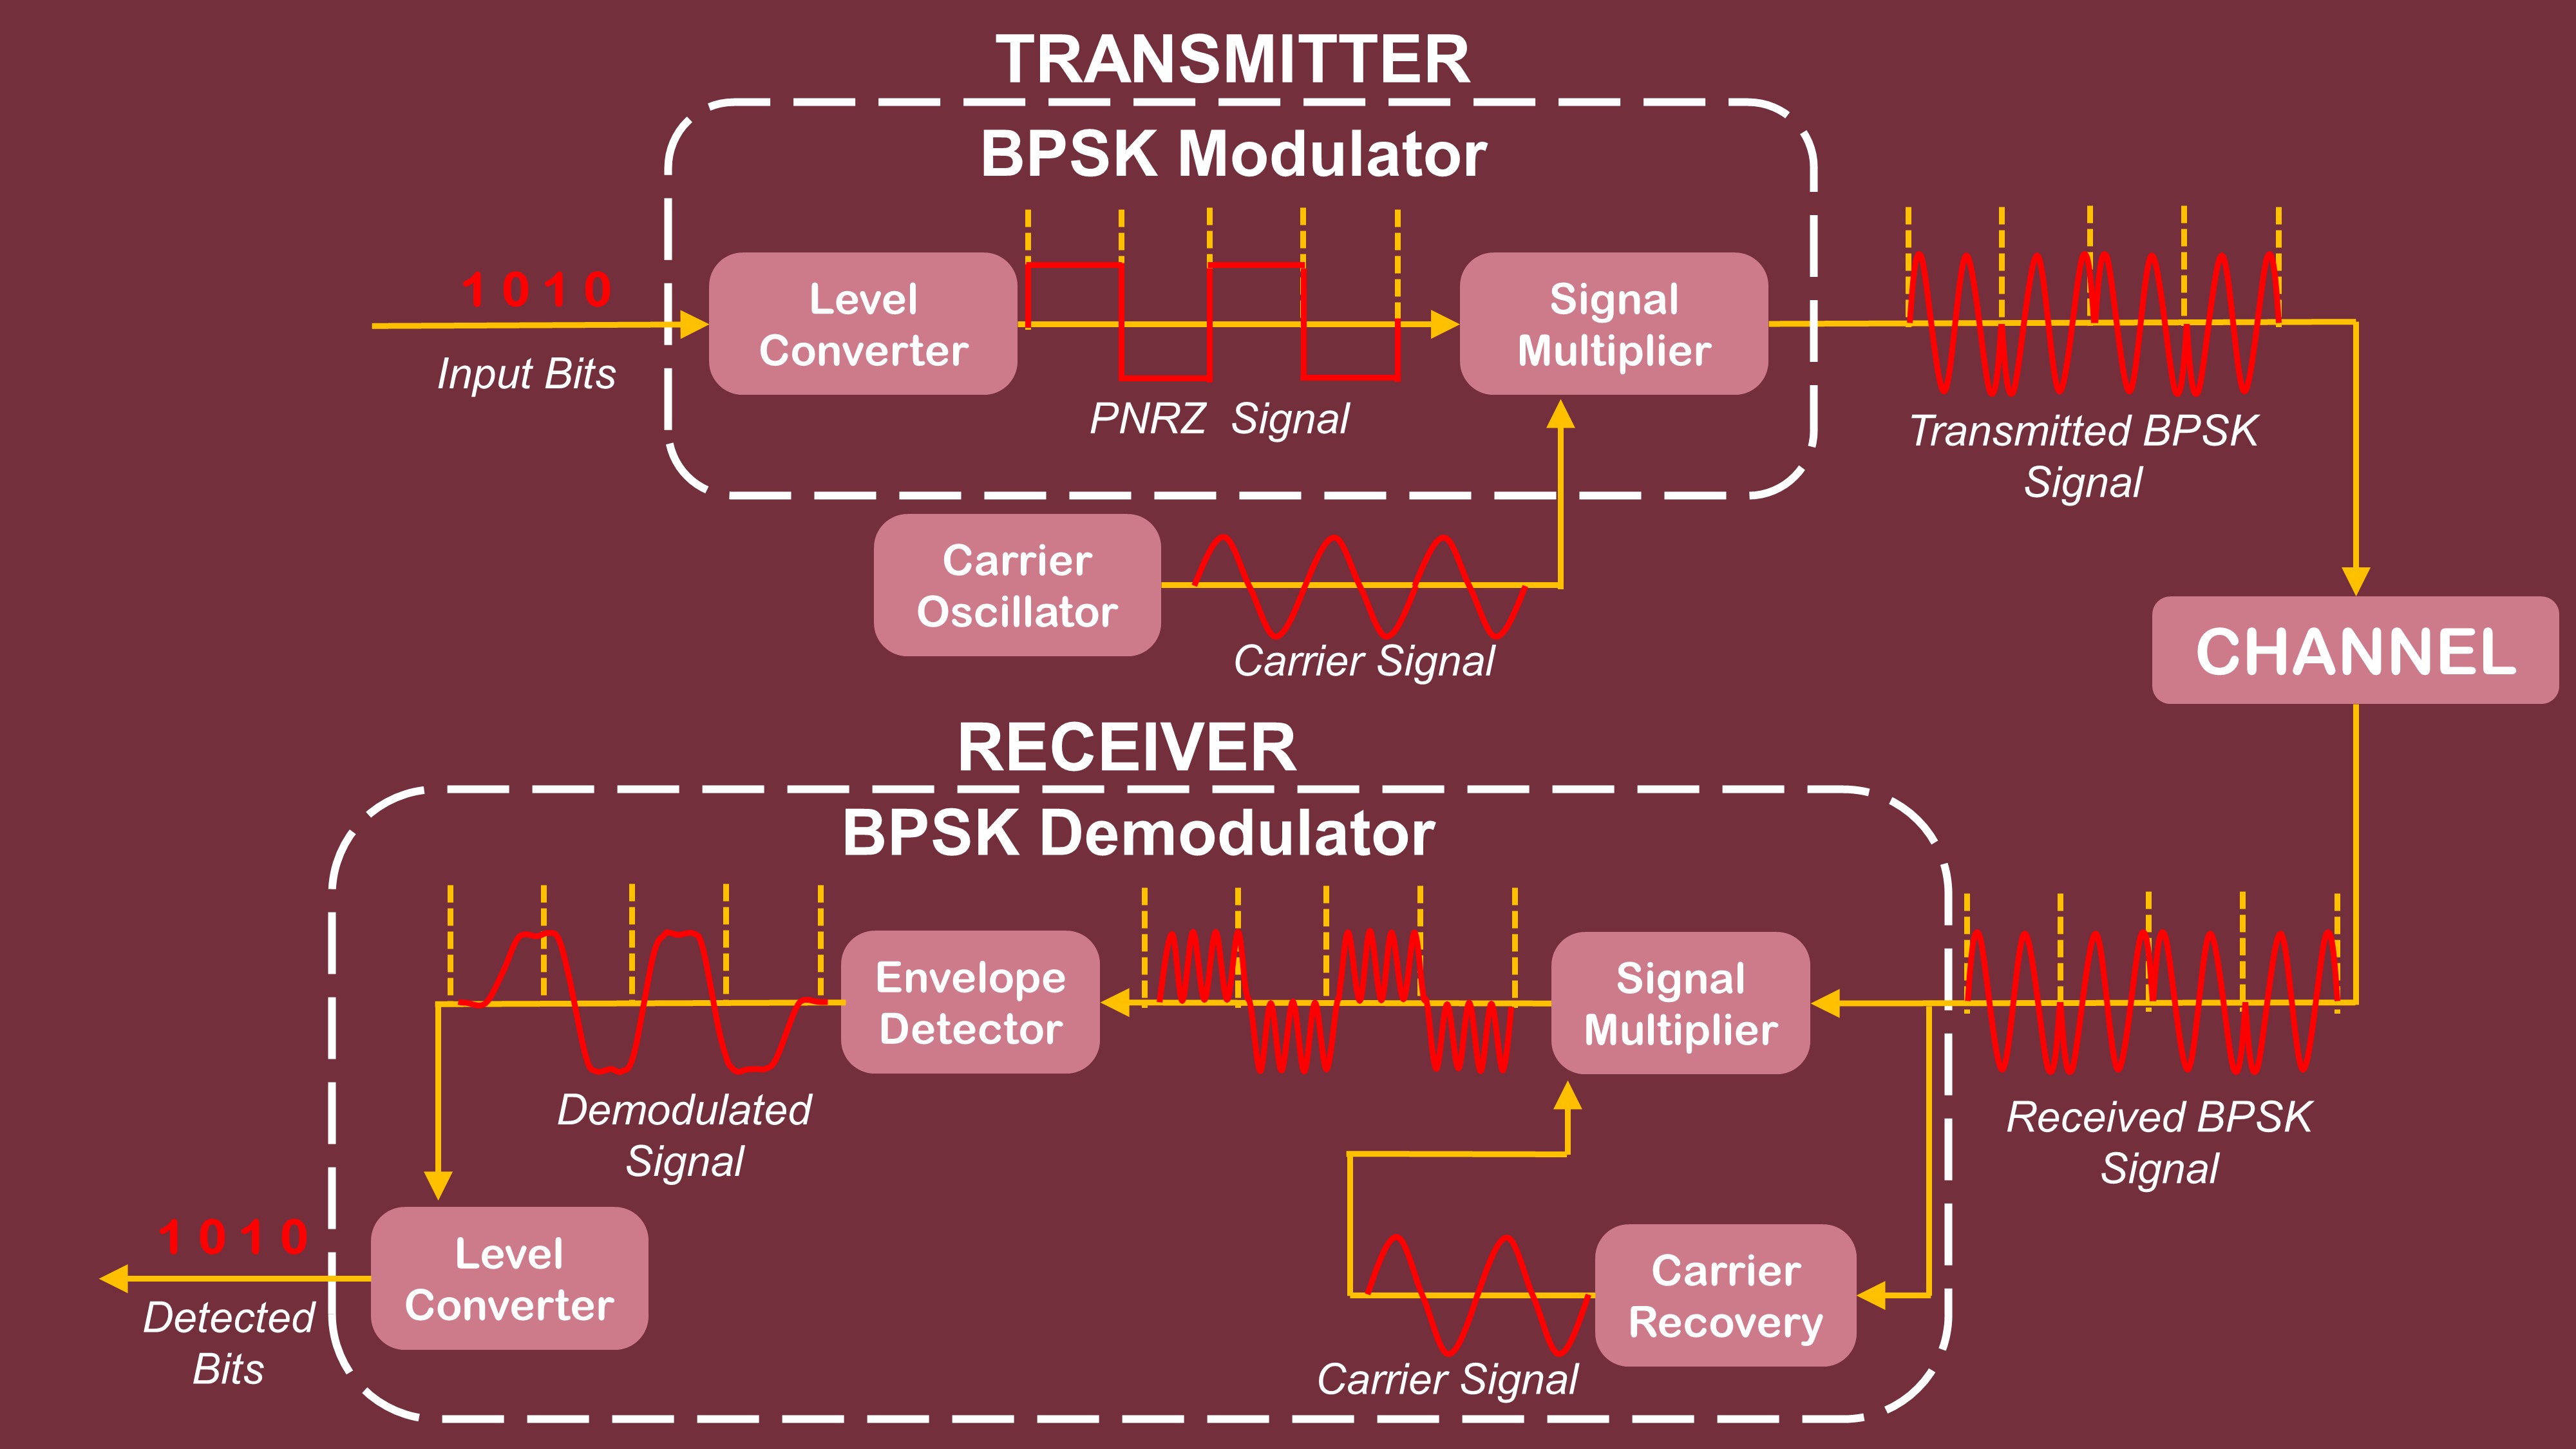 TRANSMITTER
BPSK Modulator
1 0 1 0
Input Bits
Level
Converter
PNRZ Signal
Signal
Multiplier
Transmitted BPSK
Signal
Carrier
Oscillator
Carrier Signal
CHANNEL
RECEIVER
BPSK Demodulator
Received BPSK
Signal
Signal
Multiplier
Carrier
Recovery
Carrier Signal
Envelope
Detector
Demodulated
Signal
Level
Converter
1 0 1 0
Detected
Bits